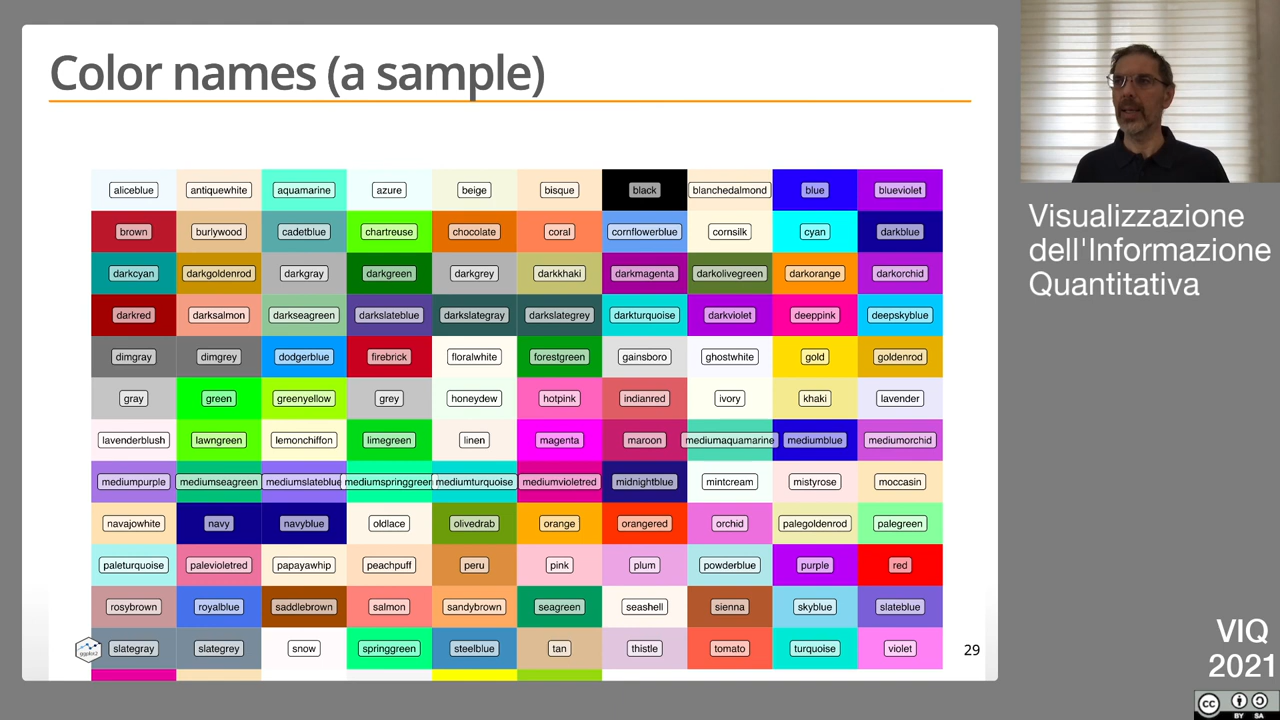 Color names (a sample)
aliceblue antiquewhite aquamarine azure beige bisque black blanchedalmond blue blueviolet
brown burlywood cadetblue chartreuse chocolate coral cornflowerblue cornsilk cyan darkblue
darkcyan darkgoldenrod darkgray darkgreen darkgrey darkkhaki darkmagenta darkolivegreen darkorange darkorchid
darkred darksalmon darkseagreen darkslateblue darkslategray darkslategrey darkturquoise darkviolet deeppink deepskyblue
dimgray dimgrey dodgerblue firebrick floralwhite forestgreen gainsboro ghostwhite gold goldenrod
gray green greenyellow grey honeydew hotpink indianred ivory khaki lavender
lavenderblush lawngreen lemonchiffon limegreen linen magenta maroon mediumaquamarine mediumblue mediumorchid
mediumpurple mediumseagreen mediumslateblue mediumspringgreen mediumturquoise mediumvioletred midnightblue mintcream mistyrose moccasin
navajowhite navy navyblue oldlace olivedrab orange orangered orchid palegoldenrod palegreen
paleturquoise palevioletred papayawhip peachpuff peru pink plum powderblue purple red
rosybrown royalblue saddlebrown salmon sandybrown seagreen seashell sienna skyblue slateblue
slategray slategrey snow springgreen steelblue tan thistle tomato turquoise violet
ggplot2
29
Visualizzazione
dell'Informazione
Quantitativa
VIQ
2021
cc
BY SA